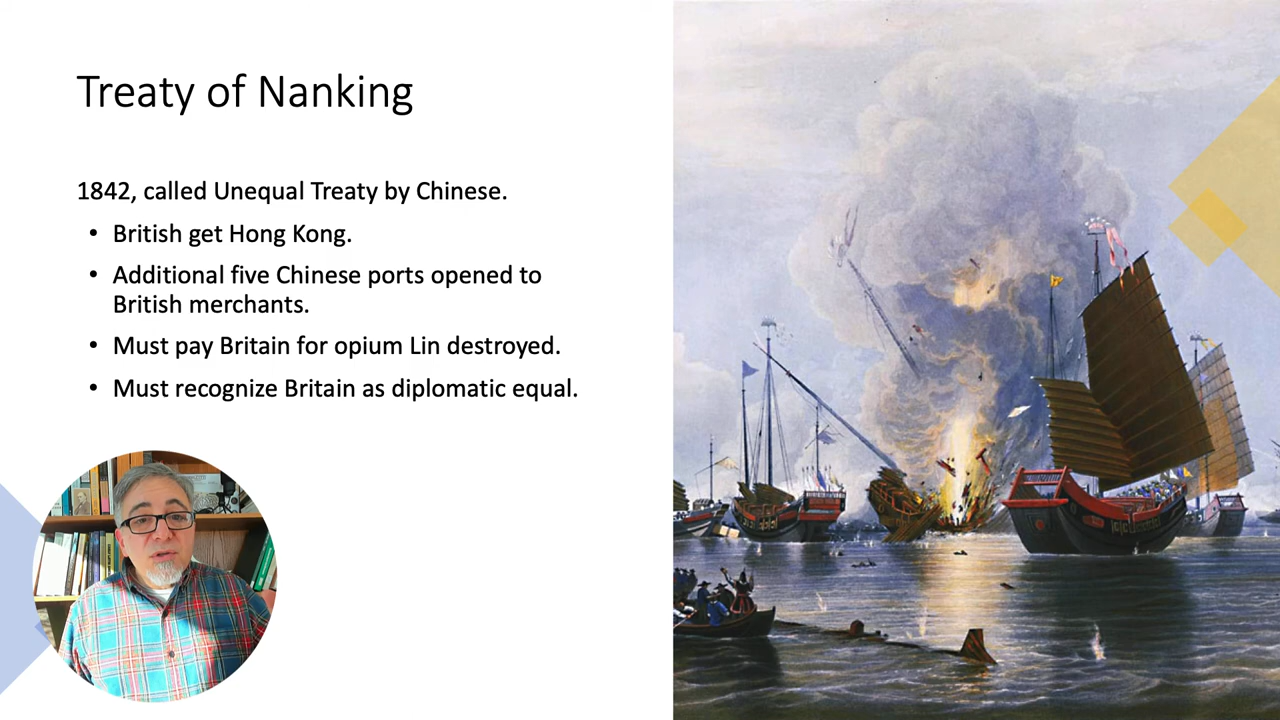 Treaty of Nanking
1842, called Unequal Treaty by Chinese.
• British get Hong Kong.
• Additional five Chinese ports opened to
British merchants.
• Must pay Britain for opium Lin destroyed.
• Must recognize Britain as diplomatic equal.